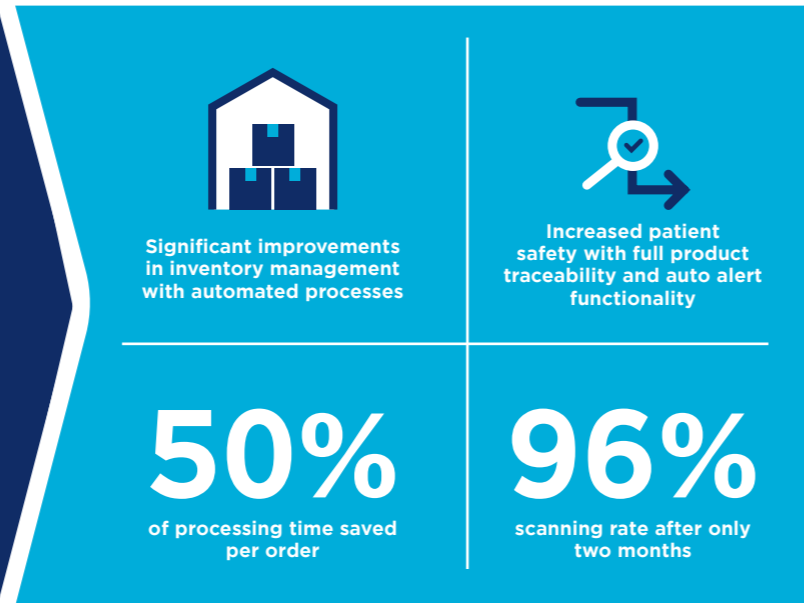 Significant improvements
in inventory management
with automated processes
Increased patient
safety with full product
traceability and auto alert
functionality
50%
of processing time saved
per order
96%
scanning rate after only
two months